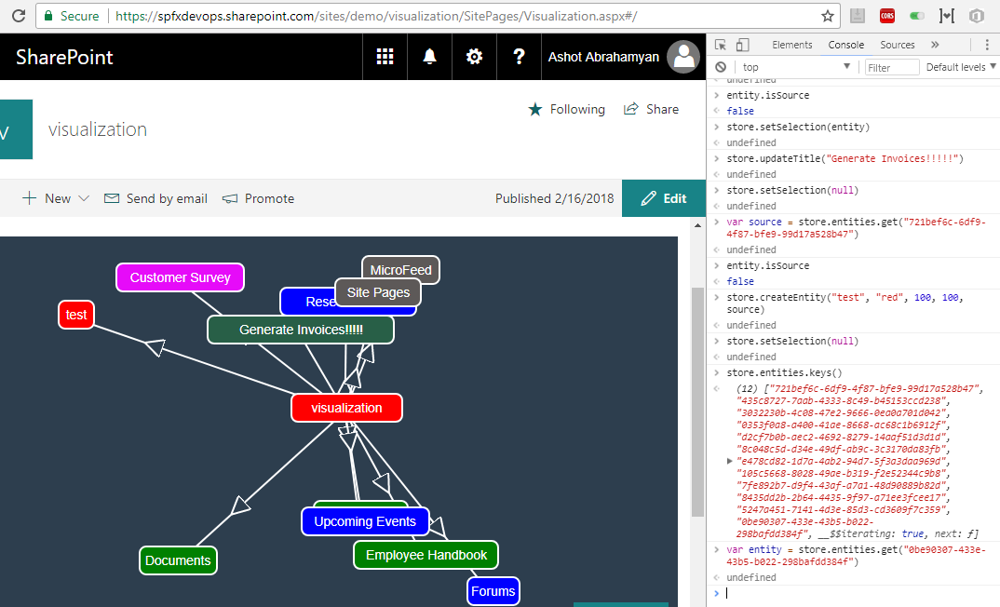 Secure https://spfxdevops.sharepoint.com/sites/demo/visualization/SitePages/Visualization.aspx#/
CORS
SharePoint
?
Ashot Abrahamyan
V
visualization
Following
Share
New
Send by email
Promote
Published 2/16/2018
Edit
Customer Survey
MicroFeed
Site Pages
test
Rese
Generate Invoices!!!!!
visualization
Upcoming Events
Employee Handbook
Documents
Forums
Elements Console Sources »
top Filter Default levels
undefined
entity.isSource
false
store.setSelection(entity)
undefined
store.updateTitle("Generate Invoices!!!!!")
undefined
store.setSelection(null)
undefined
var source = store.entities.get("721bef6c-6df9-
4f87-bfe9-99d17a528b47")
undefined
entity.isSource
false
store.createEntity("test", "red", 100, 100,
source)
undefined
store.setSelection(null)
undefined
store.entities.keys()
(12) ["721bef6c-6df9-4f87-bfe9-99d17a528b47",
"435c8727-7aab-4333-8c49-b45153ccd238",
"3032230b-4c08-47e2-9666-0ea0a701d042",
"0353f0a8-a400-41ae-8668-ac68c1b6912f",
"d2cf7b0b-aec2-4692-8279-14aaf51d3d1d",
"8c048c5d-d34e-49df-ab9c-3c3170da83fb",
"e478cd82-1d7a-4ab2-94d7-5f3a3daa969d",
"105c5668-8028-49ae-b319-f2e52344c9b8",
"7fe892b7-d9f4-43af-a7a1-48d90889b82d",
"8435dd2b-2b64-4435-9f97-a71ee3fcee17",
"5247a451-7141-4d3e-85d3-cd3609f7c359",
"0be90307-433e-43b5-b022-
298bafdd384f", __$$iterating: true, next: ƒ]
var entity = store.entities.get("0be90307-433e-
43b5-b022-298bafdd384f")
undefined